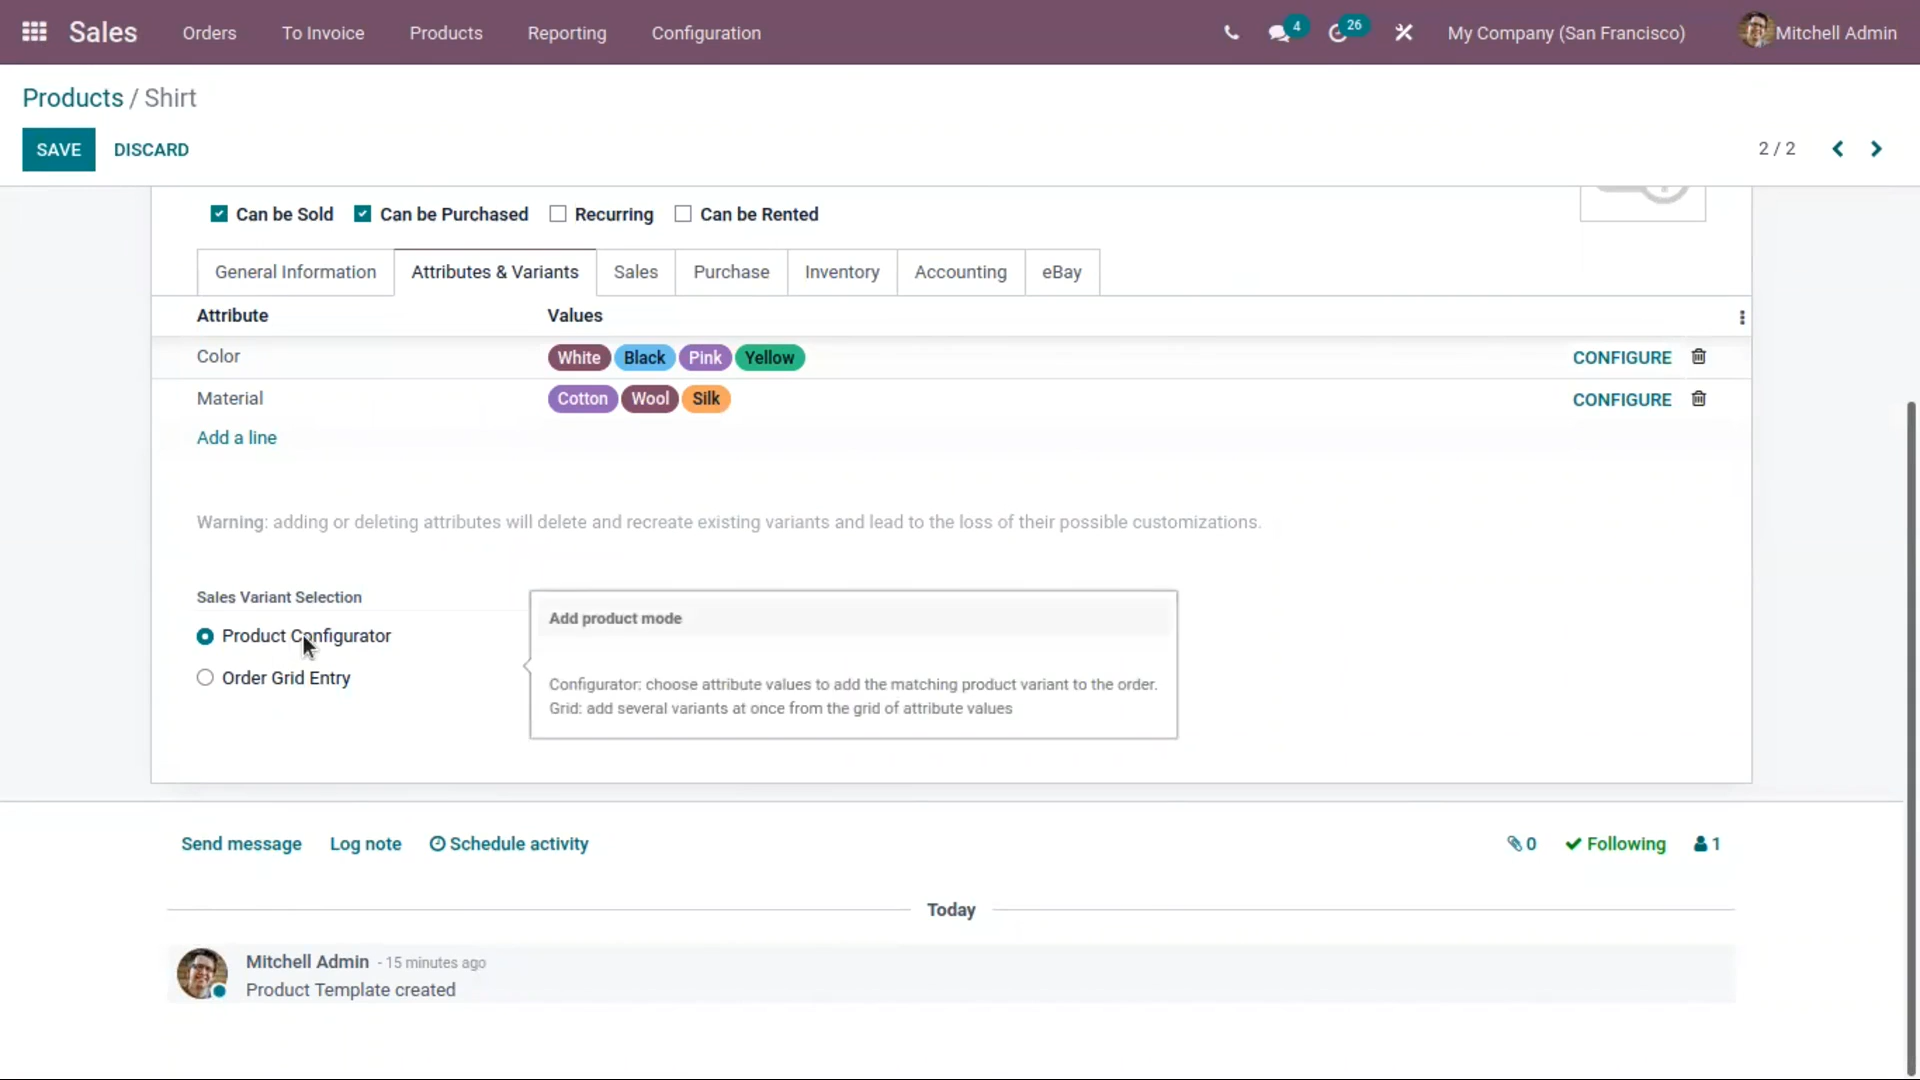 Sales Orders To Invoice Products Reporting Configuration 4 26 My Company (San Francisco) Mitchell Admin
Products / Shirt
SAVE DISCARD 2 / 2
Can be Sold Can be Purchased Recurring Can be Rented
General Information Attributes & Variants Sales Purchase Inventory Accounting eBay
Attribute Values
Color White Black Pink Yellow CONFIGURE
Material Cotton Wool Silk CONFIGURE
Add a line
Warning: adding or deleting attributes will delete and recreate existing variants and lead to the loss of their possible customizations.
Sales Variant Selection
Add product mode
Product Configurator
Order Grid Entry
Configurator: choose attribute values to add the matching product variant to the order.
Grid: add several variants at once from the grid of attribute values
Send message Log note Schedule activity 0 Following 1
Today
Mitchell Admin - 15 minutes ago
Product Template created